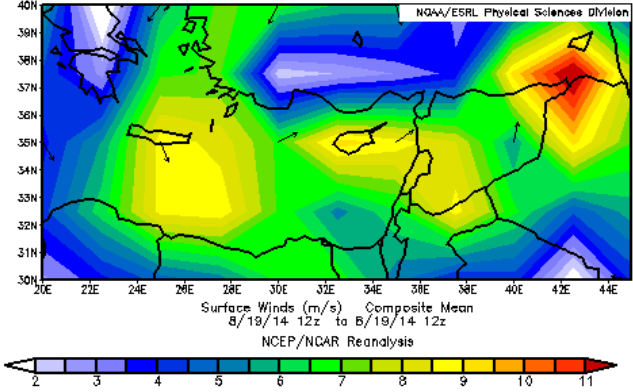 NOAA/ESRL Physical Sciences Division
40N
39N
38N
37N
36N
35N
34N
33N
32N
31N
30N
20E 22E 24E 26E 28E 30E 32E 34E 36E 38E 40E 42E 44E
Surface Winds (m/s) Composite Mean
8/19/14 12z to 8/19/14 12z
NCEP/NCAR Reanalysis
2 3 4 5 6 7 8 9 10 11